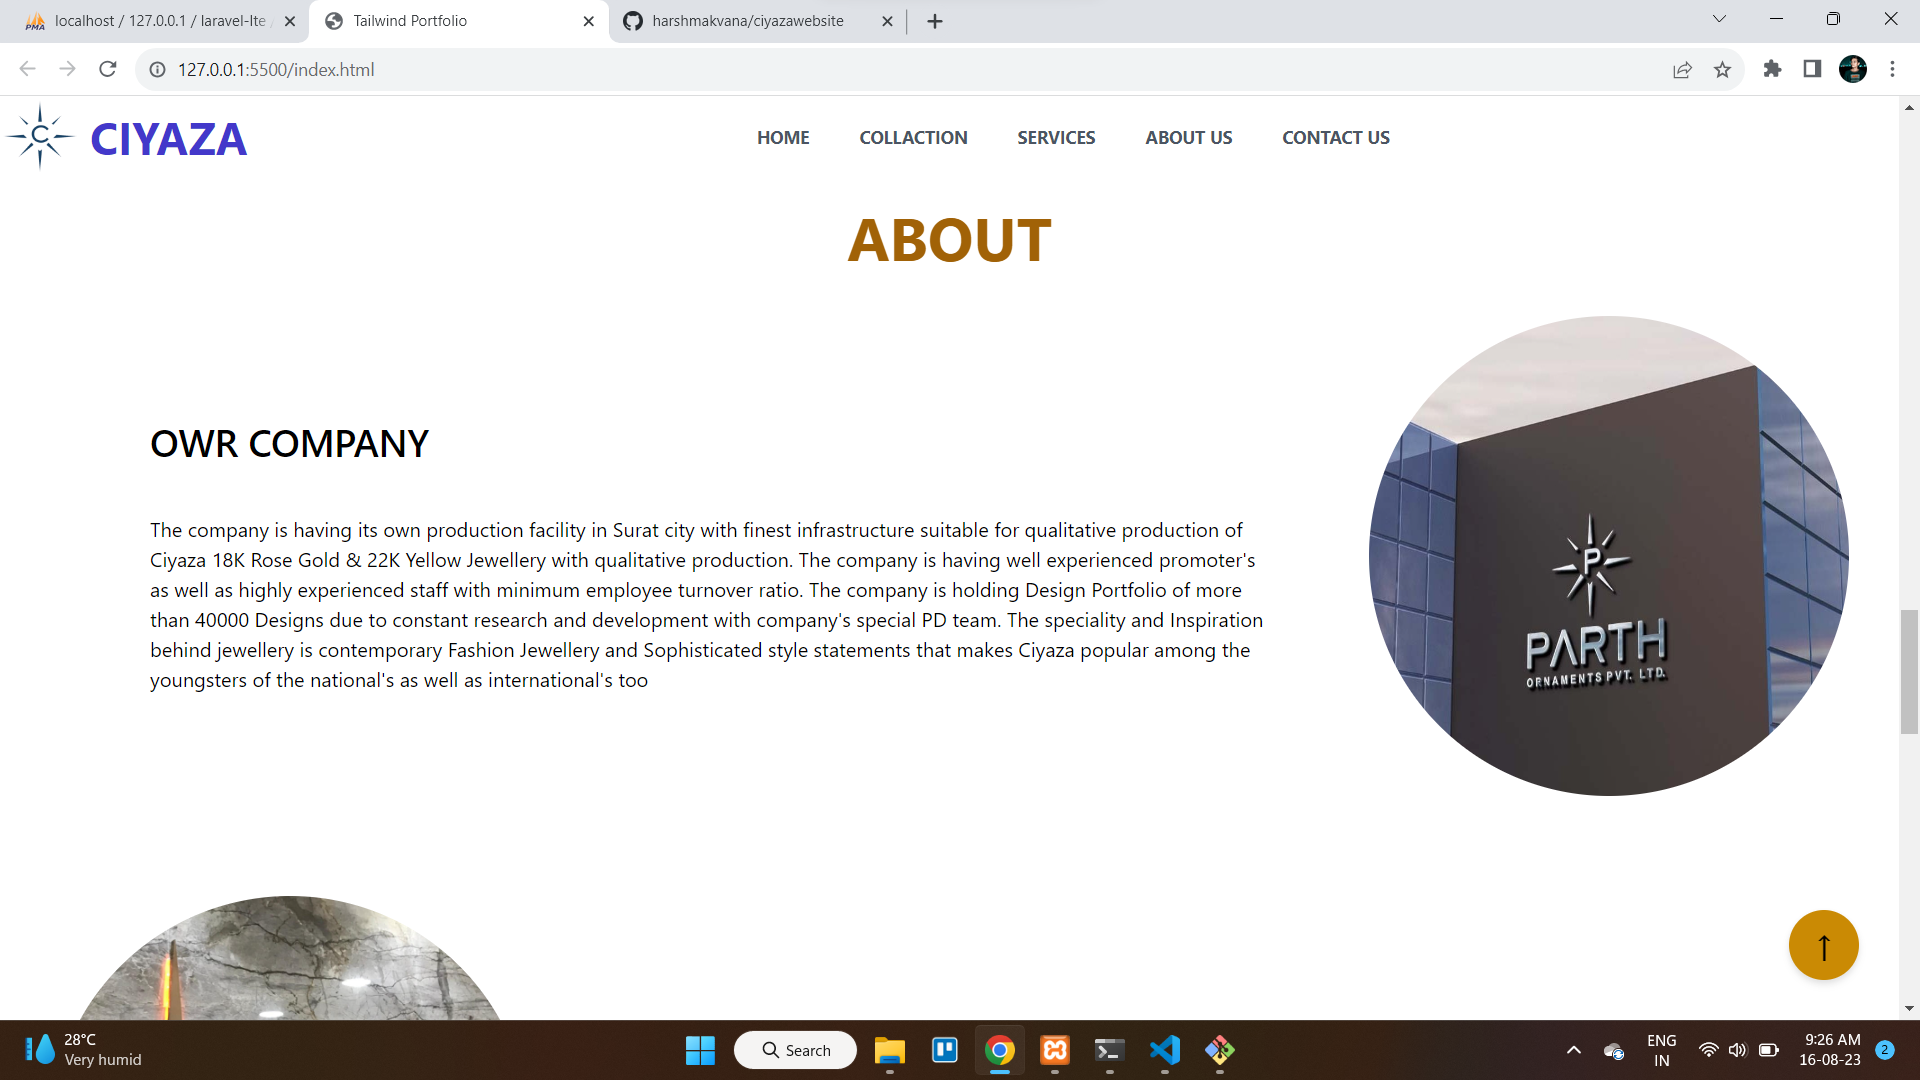 localhost / 127.0.0.1 / laravel-lte
Tailwind Portfolio
harshmakvana/ciyazawebsite
127.0.0.1:5500/index.html
C
CIYAZA
HOME
COLLACTION
SERVICES
ABOUT US
CONTACT US
ABOUT
OWR COMPANY
The company is having its own production facility in Surat city with finest infrastructure suitable for qualitative production of
Ciyaza 18K Rose Gold & 22K Yellow Jewellery with qualitative production. The company is having well experienced promoter's
as well as highly experienced staff with minimum employee turnover ratio. The company is holding Design Portfolio of more
than 40000 Designs due to constant research and development with company's special PD team. The speciality and Inspiration
behind jewellery is contemporary Fashion Jewellery and Sophisticated style statements that makes Ciyaza popular among the
youngsters of the national's as well as international's too
P
PARTH
ORNAMENTS PVT. LTD.
↑
28°C
Very humid
Search
ENG
IN
9:26 AM
16-08-23
2